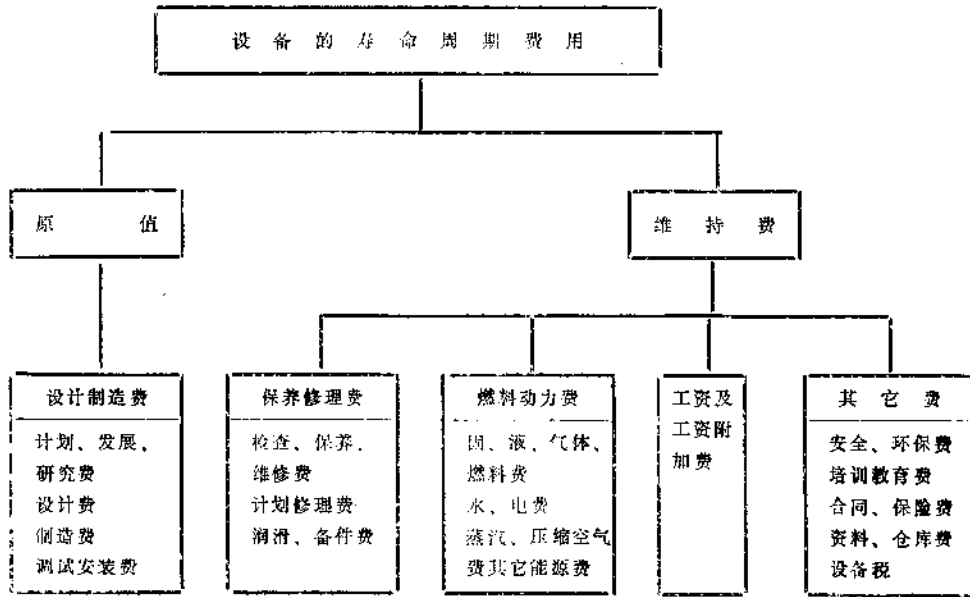 设备的寿命周期费用
原值
维持费
设计制造费
计划、发展、
研究费
设计费
制造费
调试安装费
保养修理费
检查、保养、
维修费
计划修理费
润滑、备件费
燃料动力费
固、液、气体、
燃料费
水、电费
蒸汽、压缩空气
费其它能源费
工资及
工资附
加费
其它费
安全、环保费
培训教育费
合同、保险费
资料、仓库费
设备税